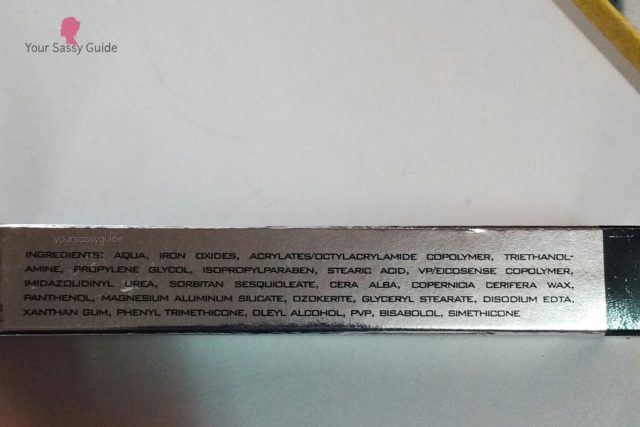 Your Sassy Guide
yoursassyguide
INGREDIENTS: AQUA, IRON OXIDES, ACRYLATES/OCTYLACRYLAMIDE COPOLYMER, TRIETHANOL-
AMINE, PROPYLENE GLYCOL, ISOPROPYLPARABEN, STEARIC ACID, VP/EICOSENSE COPOLYMER,
IMIDAZOLIDINYL UREA, SORBITAN SESQUIOLEATE, CERA ALBA, COPERNICIA CERIFERA WAX,
PANTHENOL, MAGNESIUM ALUMINUM SILICATE, OZOKERITE, GLYCERYL STEARATE, DISODIUM EDTA,
XANTHAN GUM, PHENYL TRIMETHICONE, OLEYL ALCOHOL, PVP, BISABOLOL, SIMETHICONE